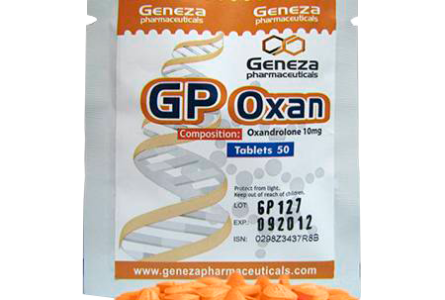 Geneza
pharmaceuticals
Geneza
pharmaceuticals
Geneza
pharmaceuticals
GP Oxan
Composition: Oxandrolone 10mg
Tablets 50
Protect from light.
Keep out of reach of children.
LOT: GP127
EXP.: 092012
ISN: 0298Z3437R5B
www.genezapharmaceuticals.com